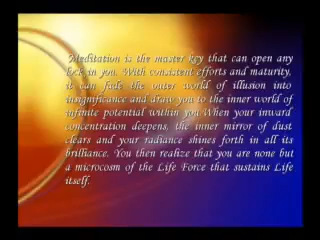 "Meditation is the master key that can open any
lock in you. With consistent efforts and maturity,
it can fade the outer world of illusion into
insignificance and draw you to the inner world of
infinite potential within you.When your inward
concentration deepens, the inner mirror of dust
clears and your radiance shines forth in all its
brilliance. You then realize that you are none but
a microcosm of the Life Force that sustains Life
itself.